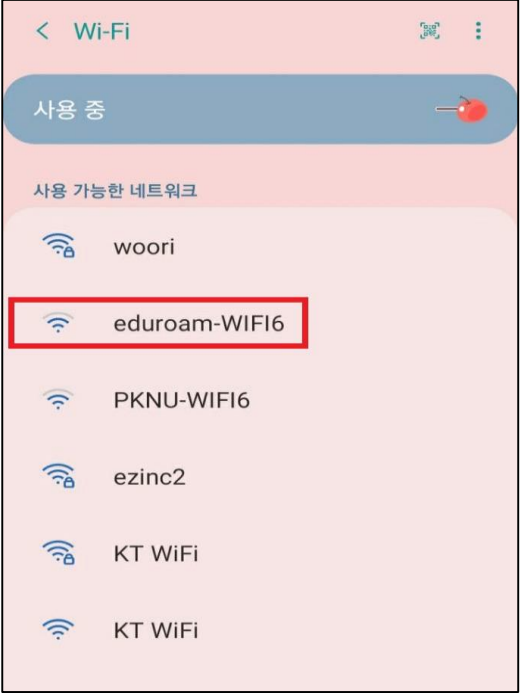 Wi-Fi
사용 중
사용 가능한 네트워크
woori
eduroam-WIFI6
PKNU-WIFI6
ezinc2
KT WiFi
KT WiFi